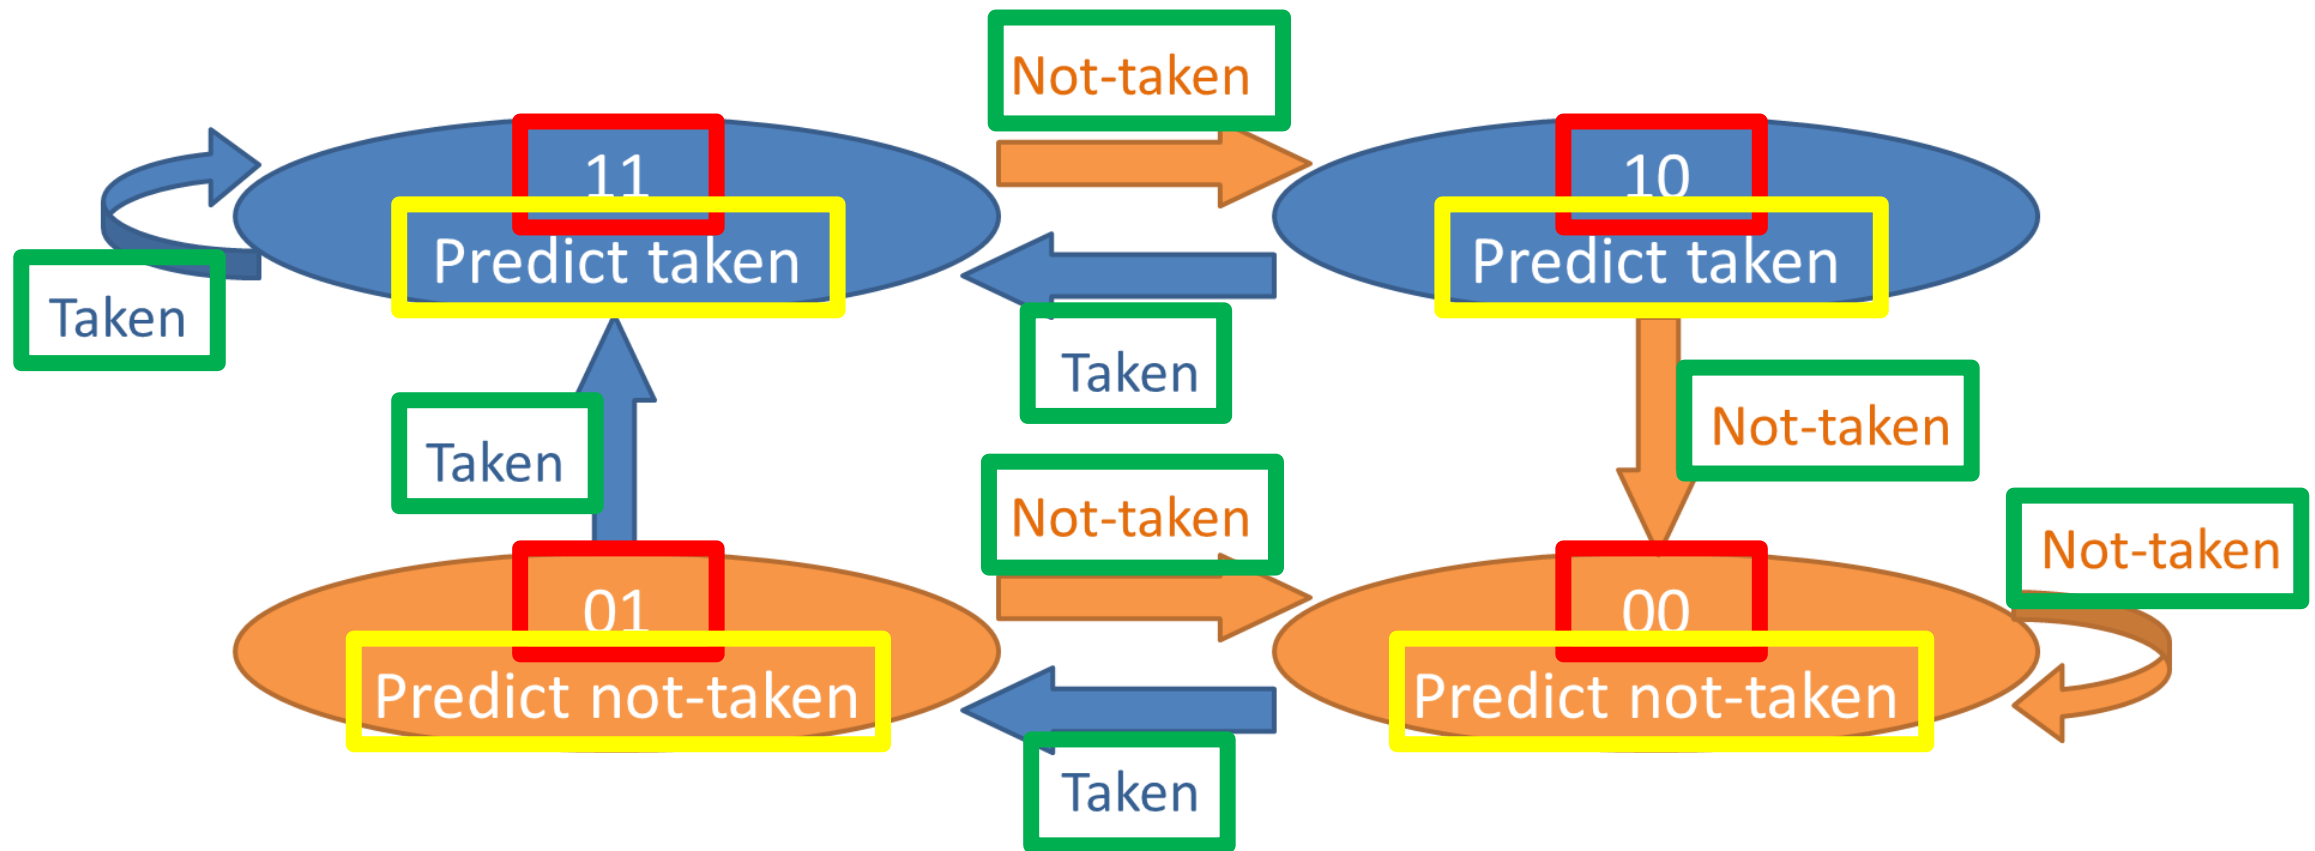 Not-taken
11
Predict taken
10
Predict taken
Taken
Taken
Taken
Not-taken
Not-taken
Not-taken
01
Predict not-taken
00
Predict not-taken
Taken